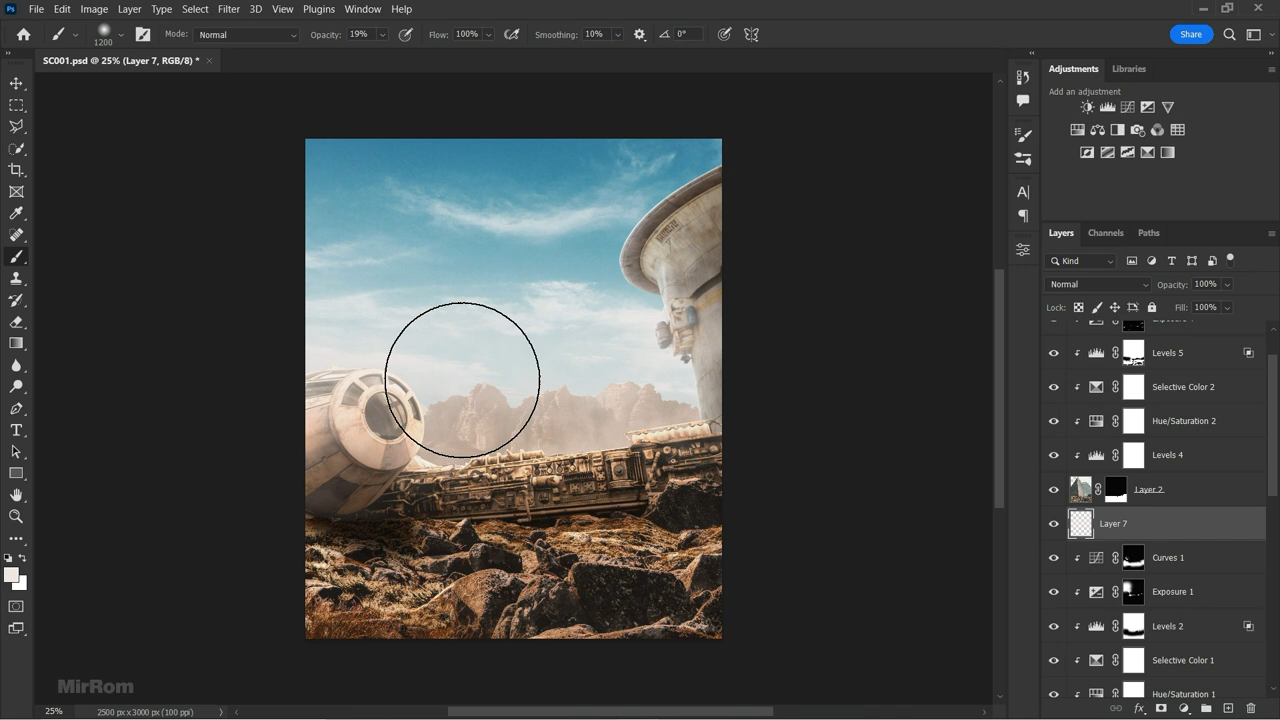 Ps File Edit Image Layer Type Select Filter 3D View Plugins Window Help
1200 Mode: Normal Opacity: 19% Flow: 100% Smoothing: 10% 0° Share
SC001.psd @ 25% (Layer 7, RGB/8) *
Adjustments Libraries
Add an adjustment
Layers Channels Paths
Kind
Normal Opacity: 100%
Lock: Fill: 100%
Levels 5
Selective Color 2
Hue/Saturation 2
Levels 4
Layer 2
Layer 7
Curves 1
Exposure 1
Levels 2
Selective Color 1
Hue/Saturation 1
MirRom
25% 2500 px x 3000 px (100 ppi)